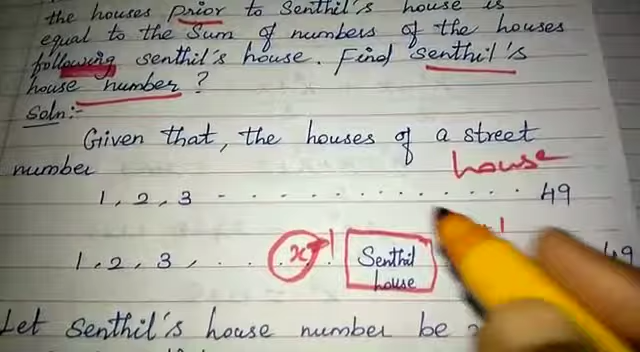 the houses prior to Senthil's house is
equal to the Sum of numbers of the houses
following senthil's house. Find senthil's
house number?
Soln:-
Given that, the houses of a street
number
house
1, 2, 3 - - - - - - - - - - - 49
1, 2, 3, . . . x-1 Senthil house 49
Let Senthil's house number be